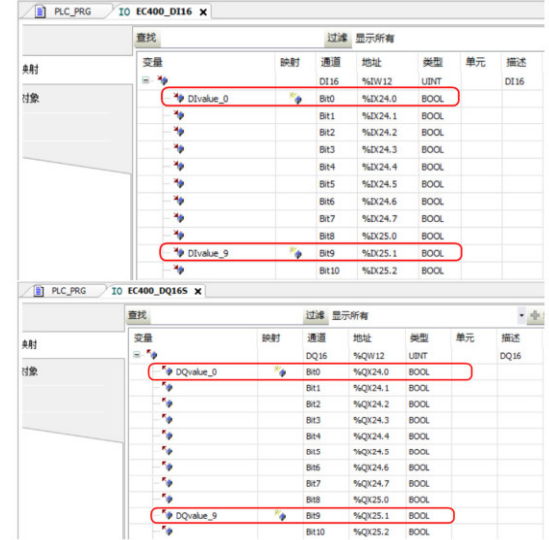 PLC_PRG IO EC400_DI16 x
查找 过滤 显示所有
映射
对象
变量 映射 通道 地址 类型 单元 描述
DI16 %IW12 UINT DI16
DIvalue_0 Bit0 %IX24.0 BOOL
Bit1 %IX24.1 BOOL
Bit2 %IX24.2 BOOL
Bit3 %IX24.3 BOOL
Bit4 %IX24.4 BOOL
Bit5 %IX24.5 BOOL
Bit6 %IX24.6 BOOL
Bit7 %IX24.7 BOOL
Bit8 %IX25.0 BOOL
DIvalue_9 Bit9 %IX25.1 BOOL
Bit10 %IX25.2 BOOL
PLC_PRG IO EC400_DQ16S x
查找 过滤 显示所有
映射
对象
变量 映射 通道 地址 类型 单元 描述
DQ16 %QW12 UINT DQ16
DQvalue_0 Bit0 %QX24.0 BOOL
Bit1 %QX24.1 BOOL
Bit2 %QX24.2 BOOL
Bit3 %QX24.3 BOOL
Bit4 %QX24.4 BOOL
Bit5 %QX24.5 BOOL
Bit6 %QX24.6 BOOL
Bit7 %QX24.7 BOOL
Bit8 %QX25.0 BOOL
DQvalue_9 Bit9 %QX25.1 BOOL
Bit10 %QX25.2 BOOL